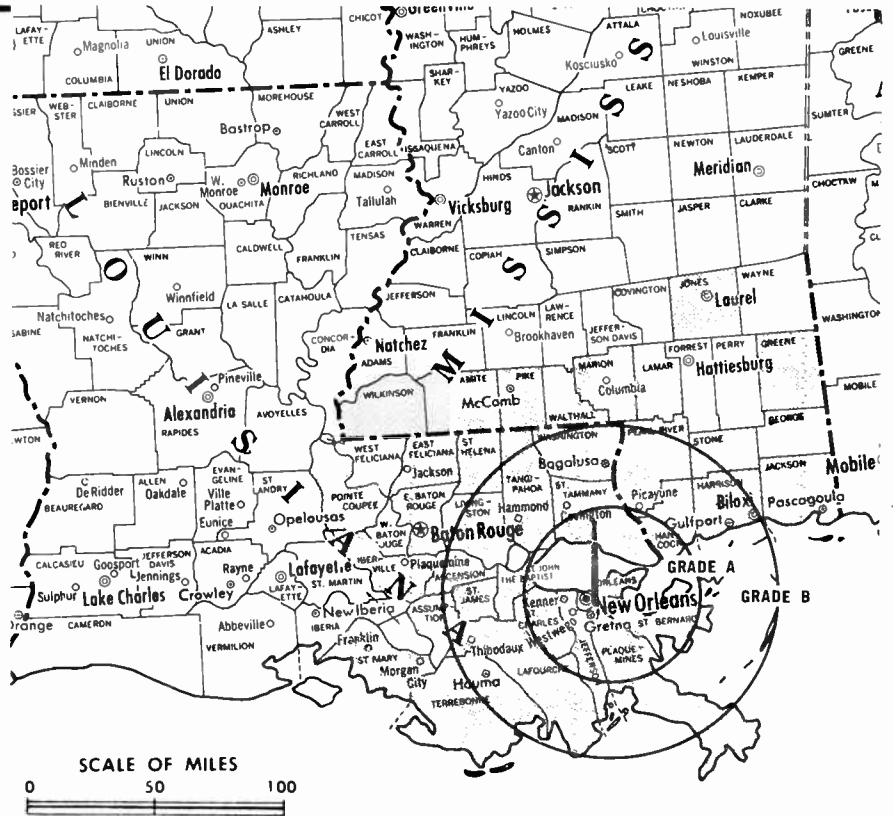 Greenville
CHICOT
ATTALA
NOXUBEE
LAFAY-
ETTE
UNION
ASHLEY
WASH-
INGTON
HUM-
PHREYS
HOLMES
Louisville
Magnolia
Kosciusko
WINSTON
GREENE
COLUMBIA
El Dorado
SHAR-
KEY
LEAKE
NESHOBA
KEMPER
WEB-
STER
CLAIBORNE
UNION
MOREHOUSE
YAZOO
Yazoo City
MADISON
SUMTER
WEST
CARROLL
Bastrop
EAST
CARROLL
ISSAQUENA
Canton
SCOTT
NEWTON
LAUDERDALE
LINCOLN
Minden
Bossier
City
Ruston
W.
Monroe
Monroe
RICHLAND
MADISON
HINDS
Meridian
Tallulah
Jackson
CHOCTAW
eport
BIENVILLE
JACKSON
OUACHITA
Vicksburg
RANKIN
SMITH
JASPER
CLARKE
WARREN
TENSAS
RED
RIVER
WINN
CALDWELL
FRANKLIN
CLAIBORNE
COPIAH
SIMPSON
Winnfield
LA SALLE
CATAHOULA
JEFFERSON
COVINGTON
JONES
WAYNE
Laurel
Natchitoches
SABINE
NATCHI-
TOCHES
GRANT
CONCOR-
DIA
Natchez
ADAMS
FRANKLIN
LINCOLN
LAW-
RENCE
Brookhaven
JEFFER-
SON DAVIS
WASHINGTON
FORREST
PERRY
GREENE
LOUISIANA
MISSISSIPPI
Pineville
WILKINSON
AMITE
PIKE
MARION
LAMAR
Hattiesburg
McComb
Columbia
VERNON
Alexandria
RAPIDES
AVOYELLES
WALTHALL
MOBILE
WEST
FELICIANA
EAST
FELICIANA
ST
HELENA
WASHINGTON
PEARL RIVER
STONE
GEORGE
Jackson
Bagalusa
JACKSON
Mobile
De Ridder
BEAUREGARD
ALLEN
Oakdale
EVAN-
GELINE
Ville
Platte
Eunice
ST
LANDRY
Opelousas
POINTE
COUPEE
E. BATON
ROUGE
LIVING-
STON
TANGI-
PAHOA
Hammond
ST.
TAMMANY
Covington
Picayune
HARRISON
Biloxi
Pascagoula
Gulfport
HAN-
COCK
W.
BATON
ROUGE
Baton Rouge
CALCASIEU
Goosport
JEFFERSON
DAVIS
Jennings
ACADIA
Rayne
Lafayette
ST. MARTIN
IBER-
VILLE
Plaquemine
ASCENSION
ST JOHN
THE BAPTIST
GRADE A
Sulphur
Lake Charles
Crowley
LAFAY-
ETTE
ST.
JAMES
ORLEANS
GRADE B
Orange
CAMERON
Abbeville
New Iberia
IBERIA
ASSUMP-
TION
Kenner
ST
CHARLES
Westwego
New Orleans
Gretna
ST BERNARD
VERMILION
Franklin
ST MARY
Morgan
City
Thibodaux
LAFOURCHE
JEFFERSON
PLAQUE-
MINES
Houma
TERREBONNE
SCALE OF MILES
0 50 100